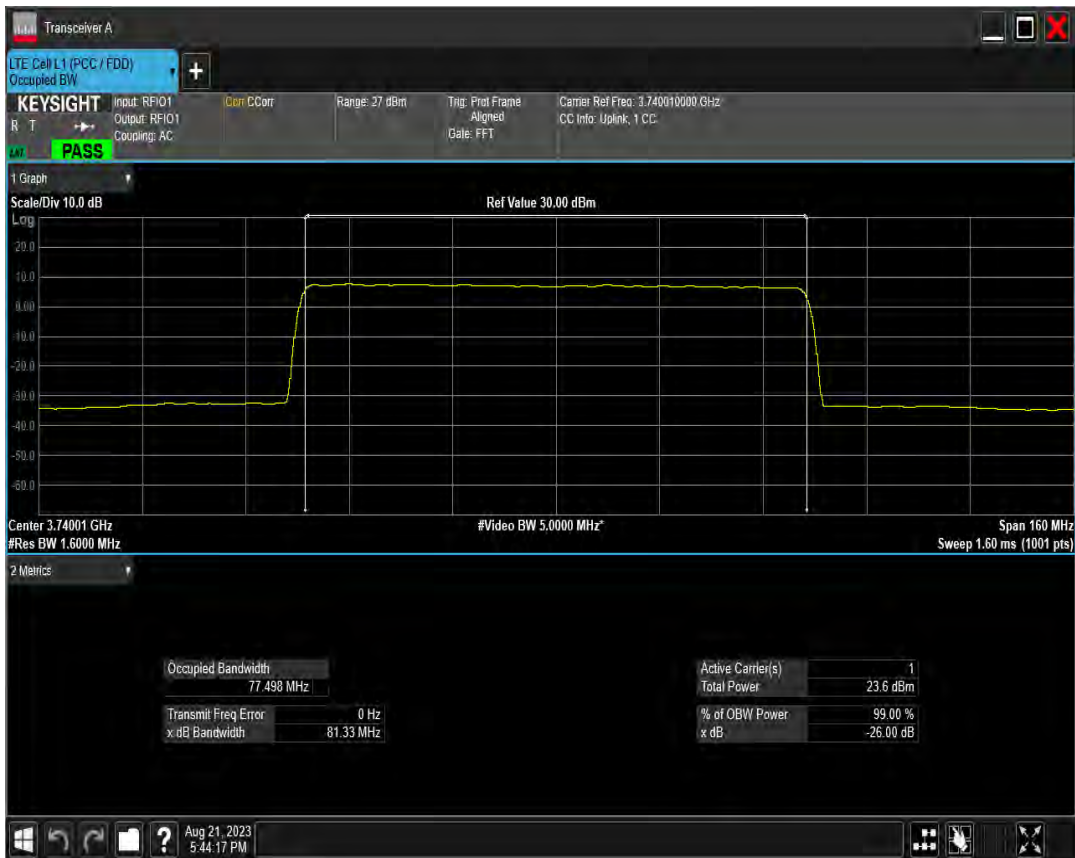 Transceiver A
LTE Cell L1 (PCC / FDD)
Occupied BW
+
KEYSIGHT
R T
LXI
PASS
Input: RFIO1
Output: RFIO1
Coupling: AC
Corr CCorr
Range: 27 dBm
Trig: Prot Frame
Aligned
Gate: FFT
Carrier Ref Freq: 3.740010000 GHz
CC Info: Uplink, 1 CC
1 Graph
Scale/Div 10.0 dB
Ref Value 30.00 dBm
Log
20.0
10.0
0.00
-10.0
-20.0
-30.0
-40.0
-50.0
-60.0
Center 3.74001 GHz
#Video BW 5.0000 MHz*
Span 160 MHz
#Res BW 1.6000 MHz
Sweep 1.60 ms (1001 pts)
2 Metrics
Occupied Bandwidth
77.498 MHz
Transmit Freq Error 0 Hz
x dB Bandwidth 81.33 MHz
Active Carrier(s) 1
Total Power 23.6 dBm
% of OBW Power 99.00 %
x dB -26.00 dB
?
Aug 21, 2023
5:44:17 PM